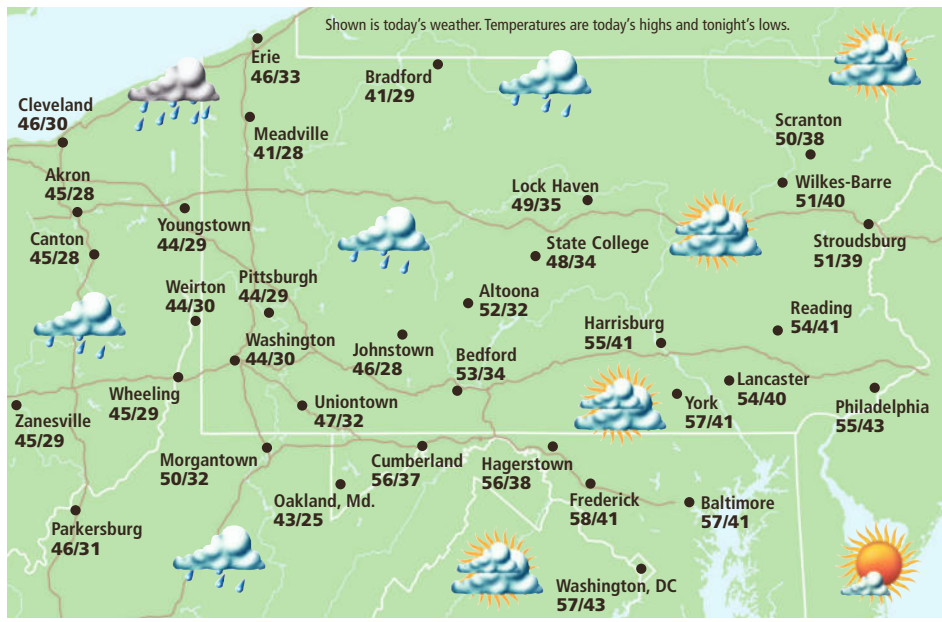 Shown is today's weather. Temperatures are today's highs and tonight's lows.
Erie
46/33
Bradford
41/29
Cleveland
46/30
Meadville
41/28
Scranton
50/38
Akron
45/28
Lock Haven
49/35
Wilkes-Barre
51/40
Youngstown
44/29
Canton
45/28
State College
48/34
Stroudsburg
51/39
Weirton
44/30
Pittsburgh
44/29
Altoona
52/32
Harrisburg
55/41
Reading
54/41
Washington
44/30
Johnstown
46/28
Bedford
53/34
Wheeling
45/29
Zanesville
45/29
Uniontown
47/32
York
57/41
Lancaster
54/40
Philadelphia
55/43
Morgantown
50/32
Cumberland
56/37
Hagerstown
56/38
Oakland, Md.
43/25
Frederick
58/41
Baltimore
57/41
Parkersburg
46/31
Washington, DC
57/43